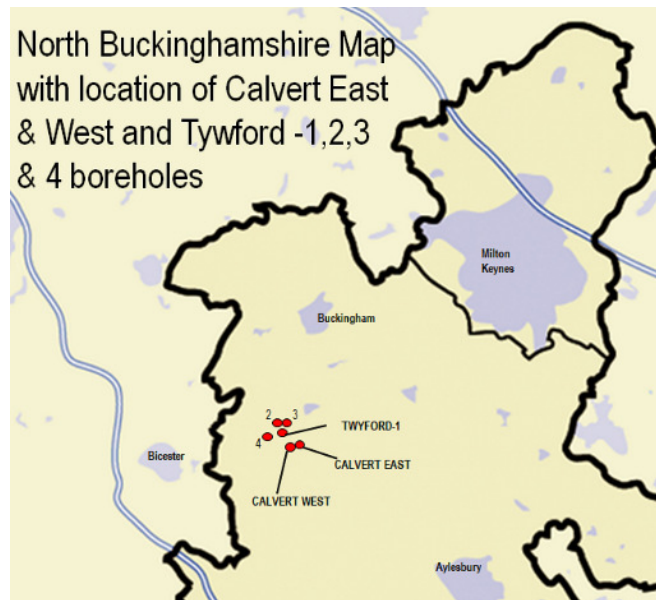 North Buckinghamshire Map
with location of Calvert East
& West and Tywford -1,2,3
& 4 boreholes
Milton
Keynes
Buckingham
2 3
TWYFORD-1
4
Bicester
CALVERT EAST
CALVERT WEST
Aylesbury